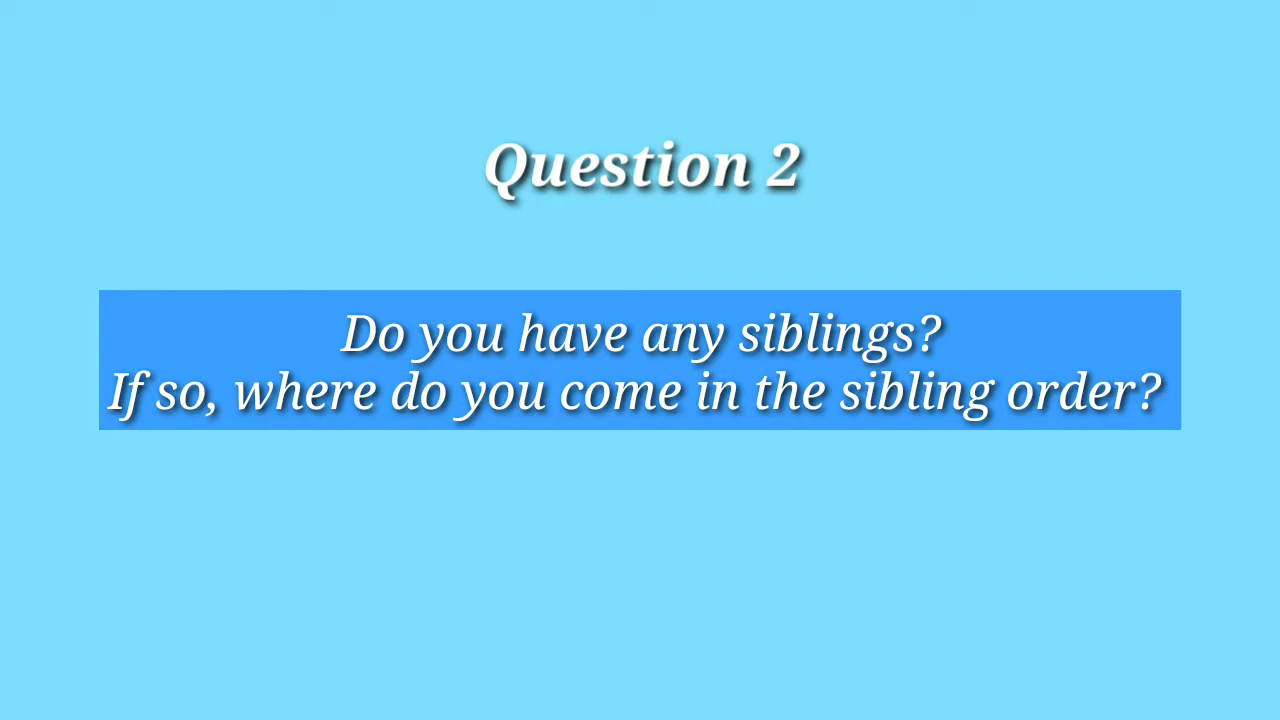 Question 2
Do you have any siblings?
If so, where do you come in the sibling order?